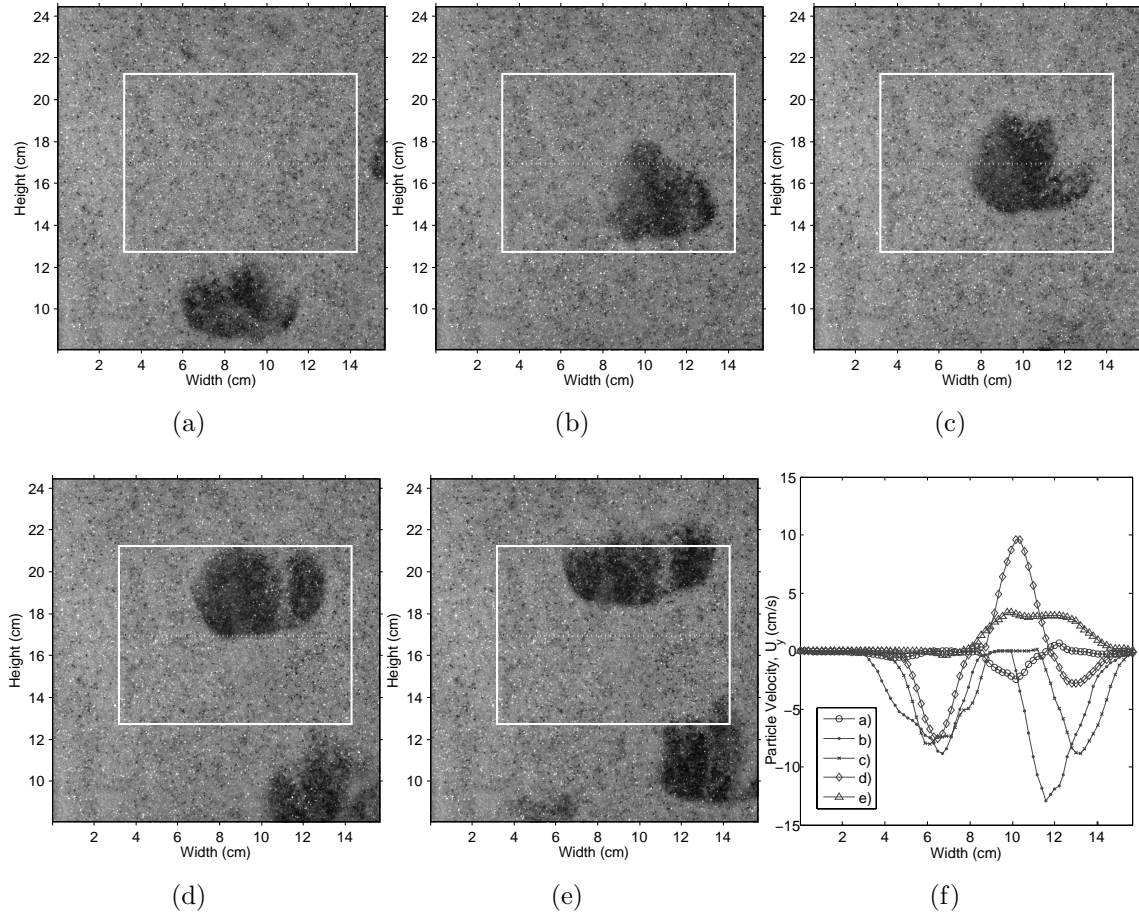 24
22
20
18
16
14
12
10
Height (cm)
2 4 6 8 10 12 14
Width (cm)
(a)
24
22
20
18
16
14
12
10
Height (cm)
2 4 6 8 10 12 14
Width (cm)
(b)
24
22
20
18
16
14
12
10
Height (cm)
2 4 6 8 10 12 14
Width (cm)
(c)
24
22
20
18
16
14
12
10
Height (cm)
2 4 6 8 10 12 14
Width (cm)
(d)
24
22
20
18
16
14
12
10
Height (cm)
2 4 6 8 10 12 14
Width (cm)
(e)
15
10
5
0
−5
−10
−15
Particle Velocity, Uy (cm/s)
a)
b)
c)
d)
e)
2 4 6 8 10 12 14
Width (cm)
(f)